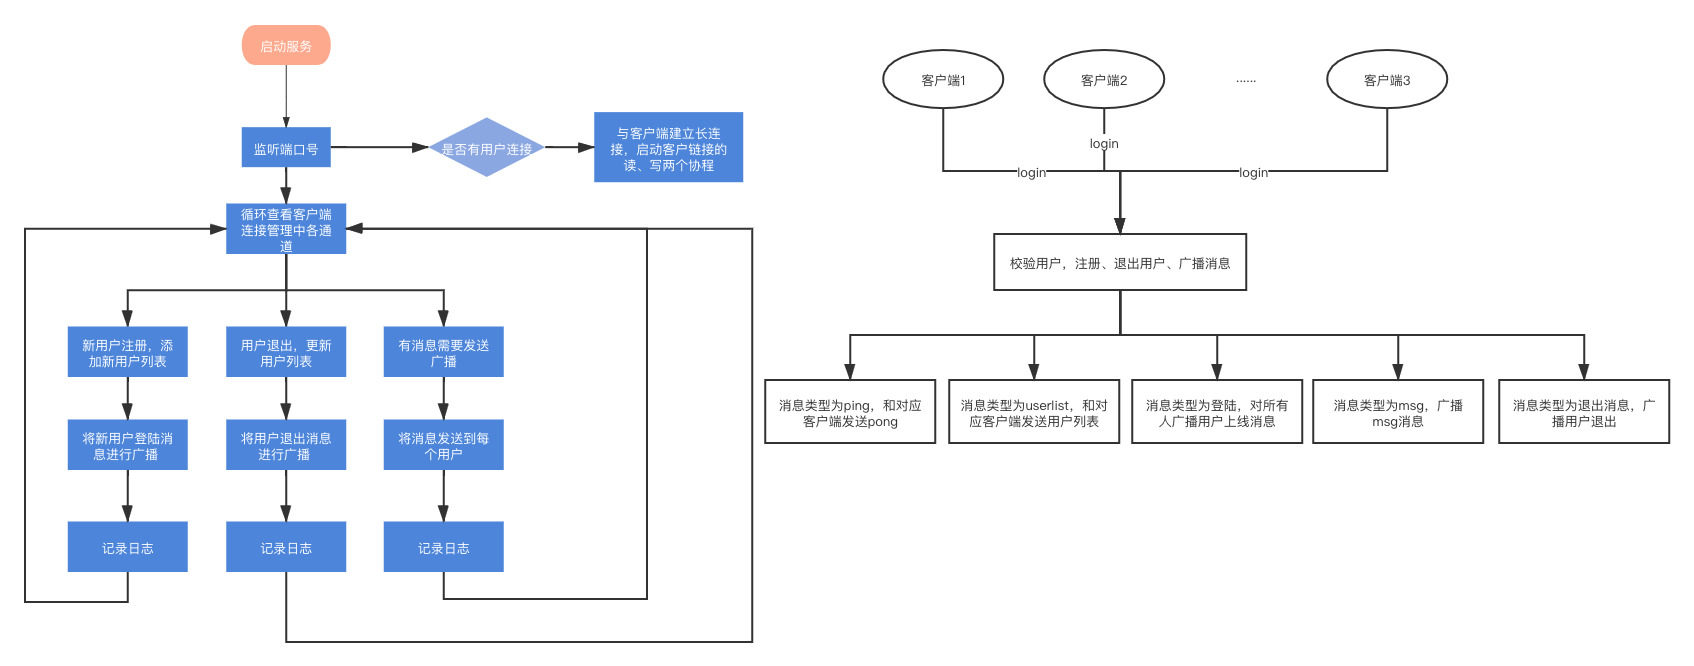 启动服务
监听端口号
是否有用户连接
与客户端建立长连
接，启动客户链接的
读、写两个协程
循环查看客户端
连接管理中各通
道
新用户注册，添
加新用户列表
用户退出，更新
用户列表
有消息需要发送
广播
将新用户登陆消
息进行广播
将用户退出消息
进行广播
将消息发送到每
个用户
记录日志
记录日志
记录日志
客户端1
客户端2
······
客户端3
login
login
login
校验用户，注册、退出用户、广播消息
消息类型为ping，和对应
客户端发送pong
消息类型为userlist，和对
应客户端发送用户列表
消息类型为登陆，对所有
人广播用户上线消息
消息类型为msg，广播
msg消息
消息类型为退出消息，广
播用户退出